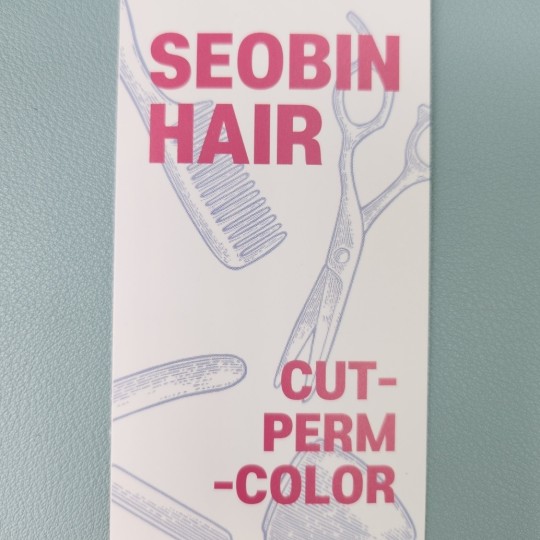 SEOBIN
HAIR
CUT-
PERM
-COLOR